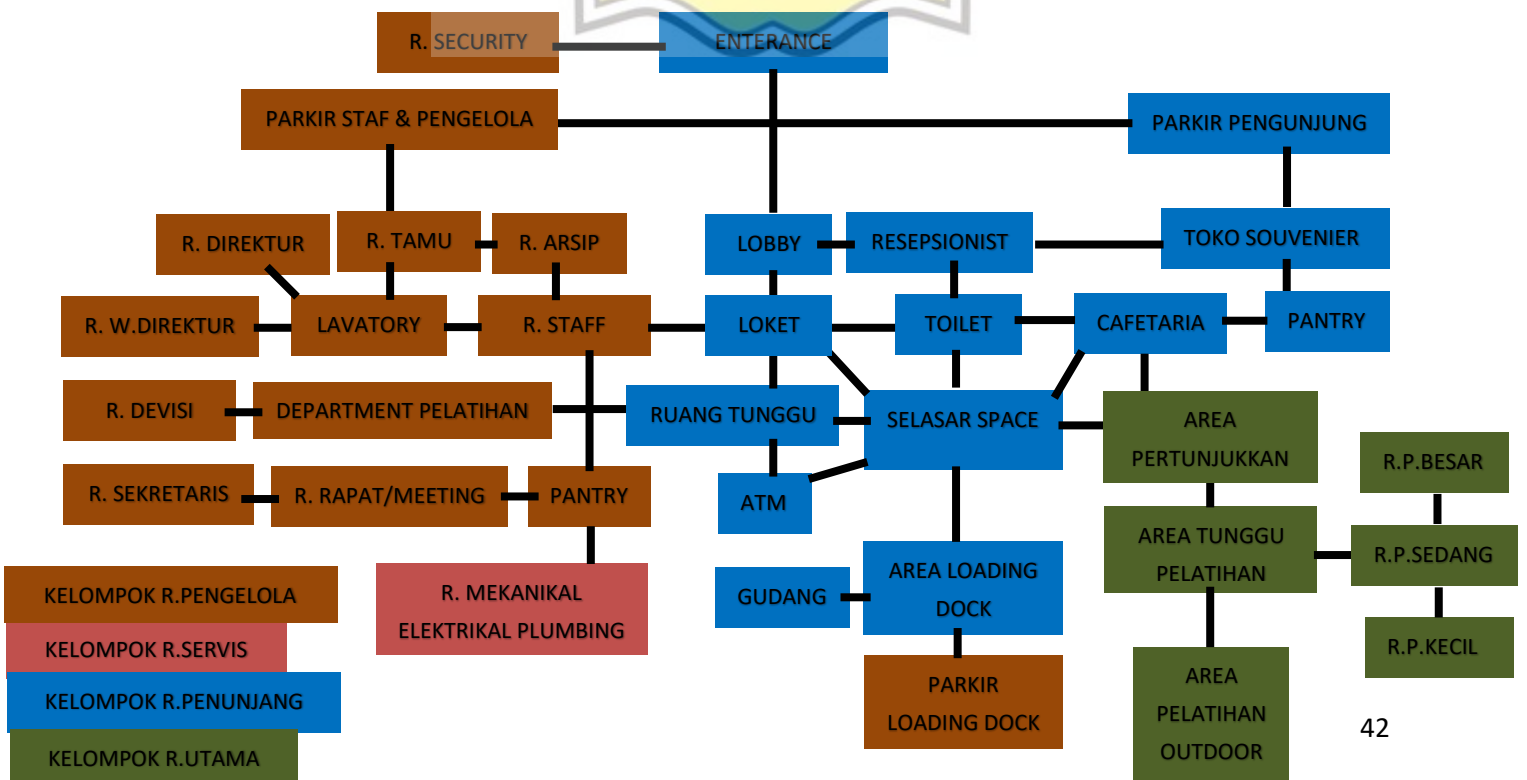 R. SECURITY
ENTERANCE
PARKIR STAF & PENGELOLA
PARKIR PENGUNJUNG
R. DIREKTUR
R. TAMU
R. ARSIP
LOBBY
RESEPSIONIST
TOKO SOUVENIER
R. W.DIREKTUR
LAVATORY
R. STAFF
LOKET
TOILET
CAFETARIA
PANTRY
R. DEVISI
DEPARTMENT PELATIHAN
RUANG TUNGGU
SELASAR SPACE
AREA
PERTUNJUKKAN
R.P.BESAR
R. SEKRETARIS
R. RAPAT/MEETING
PANTRY
ATM
AREA TUNGGU
PELATIHAN
R.P.SEDANG
KELOMPOK R.PENGELOLA
R. MEKANIKAL
ELEKTRIKAL PLUMBING
GUDANG
AREA LOADING
DOCK
R.P.KECIL
KELOMPOK R.SERVIS
KELOMPOK R.PENUNJANG
PARKIR
LOADING DOCK
AREA
PELATIHAN
OUTDOOR
42
KELOMPOK R.UTAMA